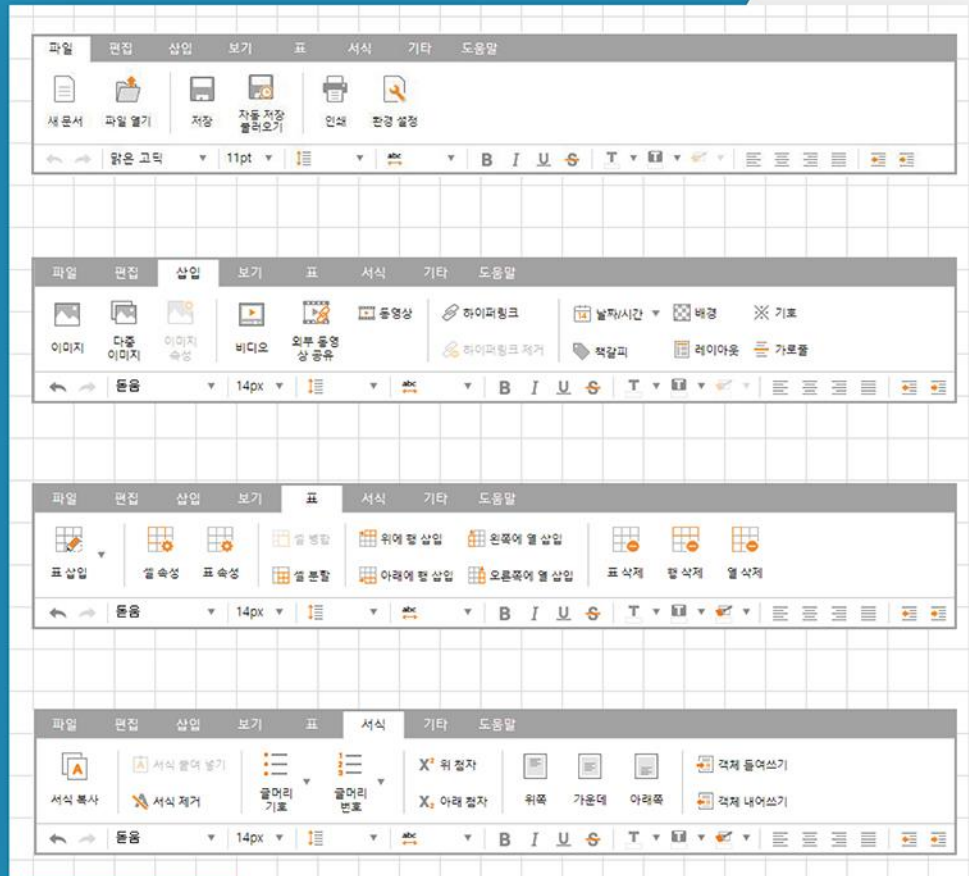 파일 편집 삽입 보기 표 서식 기타 도움말
새 문서 파일 열기 저장 자동 저장 불러오기 인쇄 환경 설정
맑은 고딕 11pt abc B I U S T T
파일 편집 삽입 보기 표 서식 기타 도움말
동영상 하이퍼링크 14 날짜/시간 배경 기호
이미지 다중 이미지 이미지 속성 비디오 외부 동영상 공유 하이퍼링크 제거 책갈피 레이아웃 가로줄
돋움 14px abc B I U S T T
파일 편집 삽입 보기 표 서식 기타 도움말
셀 병합 위에 행 삽입 왼쪽에 열 삽입
표 삽입 셀 속성 표 속성 셀 분할 아래에 행 삽입 오른쪽에 열 삽입 표 삭제 행 삭제 열 삭제
돋움 14px abc B I U S T T
파일 편집 삽입 보기 표 서식 기타 도움말
A A 서식 붙여 넣기 1 2 3 X² 위 첨자 객체 들여쓰기
서식 복사 서식 제거 글머리 기호 글머리 번호 X₂ 아래 첨자 위쪽 가운데 아래쪽 객체 내어쓰기
돋움 14px abc B I U S T T